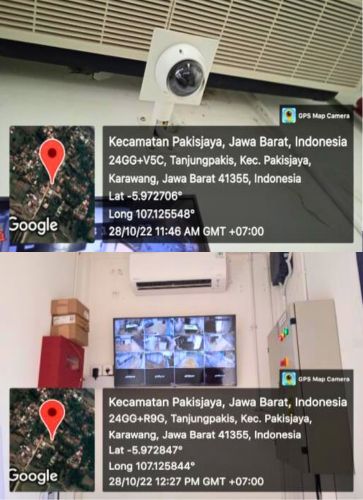 GPS Map Camera
Kecamatan Pakisjaya, Jawa Barat, Indonesia
24GG+V5C, Tanjungpakis, Kec. Pakisjaya,
Karawang, Jawa Barat 41355, Indonesia
Lat -5.972706°
Long 107.125548°
28/10/22 11:46 AM GMT +07:00
Google
GPS Map Camera
Kecamatan Pakisjaya, Jawa Barat, Indonesia
24GG+R9G, Tanjungpakis, Kec. Pakisjaya,
Karawang, Jawa Barat 41355, Indonesia
Lat -5.972847°
Long 107.125844°
28/10/22 12:27 PM GMT +07:00
Google